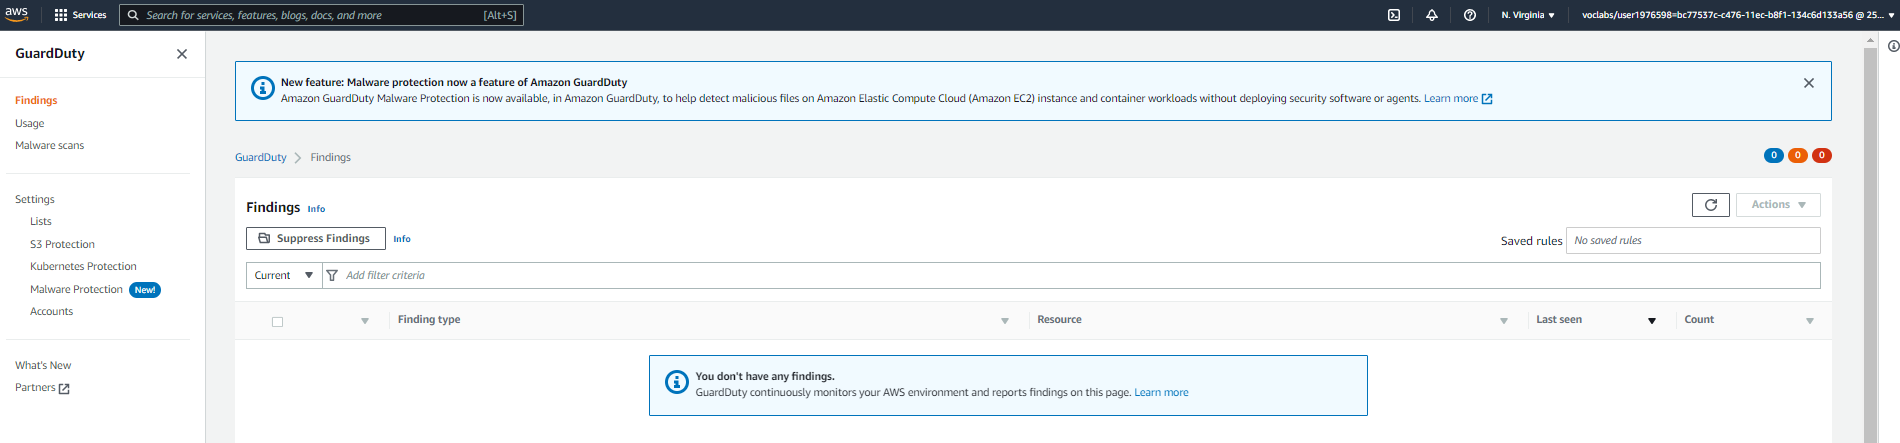 aws Services Search for services, features, blogs, docs, and more [Alt+S] N. Virginia voclabs/user1976598=bc77537c-c476-11ec-b8f1-134c6d133a56 @ 25...
GuardDuty
Findings
Usage
Malware scans
Settings
Lists
S3 Protection
Kubernetes Protection
Malware Protection New!
Accounts
What's New
Partners
New feature: Malware protection now a feature of Amazon GuardDuty
Amazon GuardDuty Malware Protection is now available, in Amazon GuardDuty, to help detect malicious files on Amazon Elastic Compute Cloud (Amazon EC2) instance and container workloads without deploying security software or agents. Learn more
GuardDuty Findings 0 0 0
Findings Info Actions
Suppress Findings Info Saved rules No saved rules
Current Add filter criteria
Finding type Resource Last seen Count
You don't have any findings.
GuardDuty continuously monitors your AWS environment and reports findings on this page. Learn more